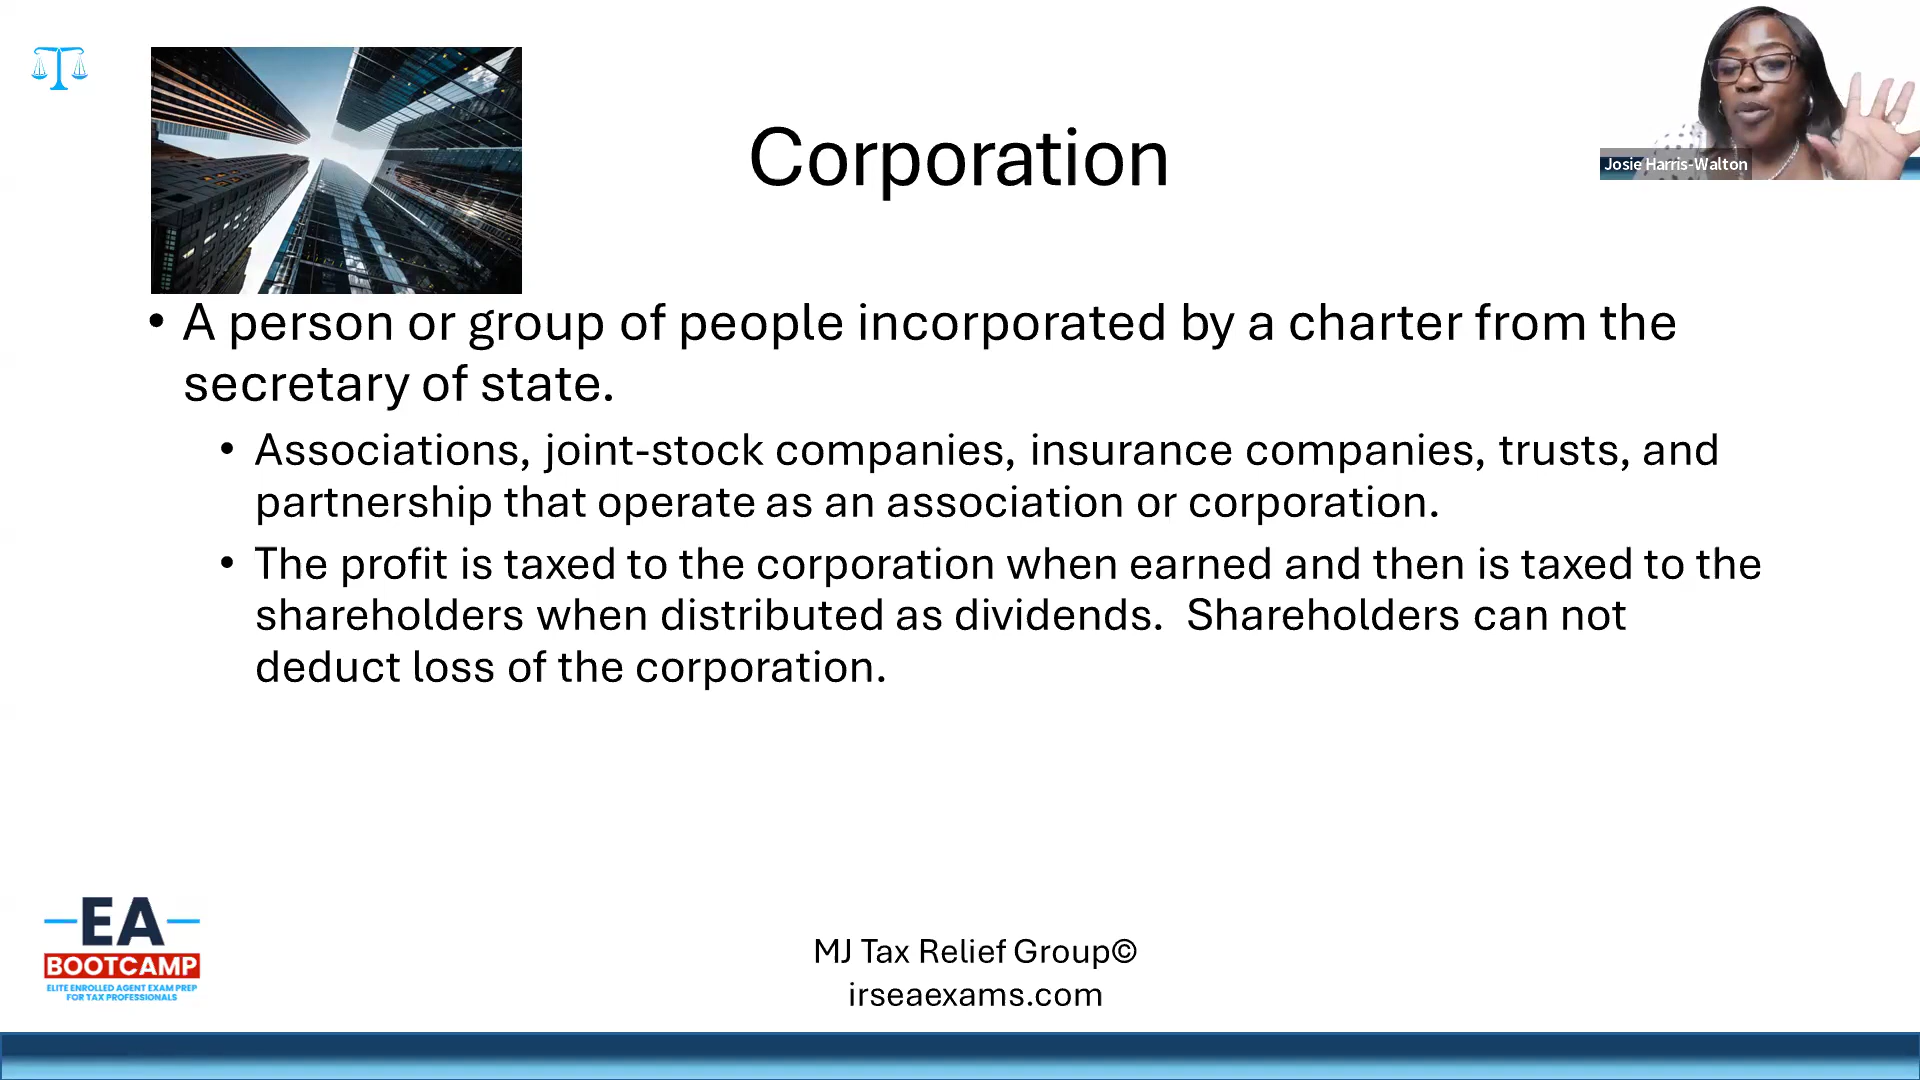 Corporation
Josie Harris-Walton
• A person or group of people incorporated by a charter from the
secretary of state.
• Associations, joint-stock companies, insurance companies, trusts, and
partnership that operate as an association or corporation.
• The profit is taxed to the corporation when earned and then is taxed to the
shareholders when distributed as dividends.  Shareholders can not
deduct loss of the corporation.
EA
BOOTCAMP
ELITE ENROLLED AGENT EXAM PREP
FOR TAX PROFESSIONALS
MJ Tax Relief Group©
irseaexams.com